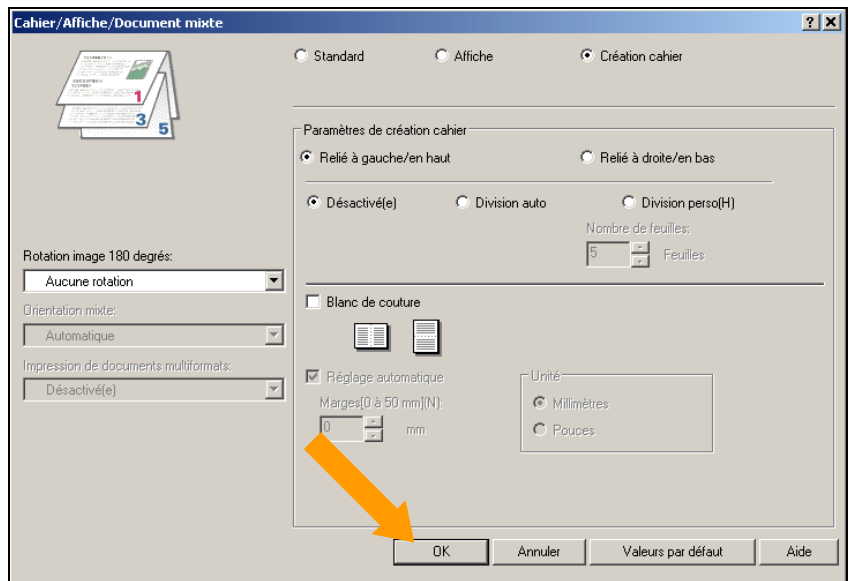 Cahier/Affiche/Document mixte
Standard
Affiche
Création cahier
1
3
5
Paramètres de création cahier
Relié à gauche/en haut
Relié à droite/en bas
Désactivé(e)
Division auto
Division perso(H)
Nombre de feuilles:
5
Feuilles
Rotation image 180 degrés:
Aucune rotation
Orientation mixte:
Automatique
Impression de documents multiformats:
Désactivé(e)
Blanc de couture
Réglage automatique
Marges[0 à 50 mm](N):
0
mm
Unité
Millimètres
Pouces
OK
Annuler
Valeurs par défaut
Aide